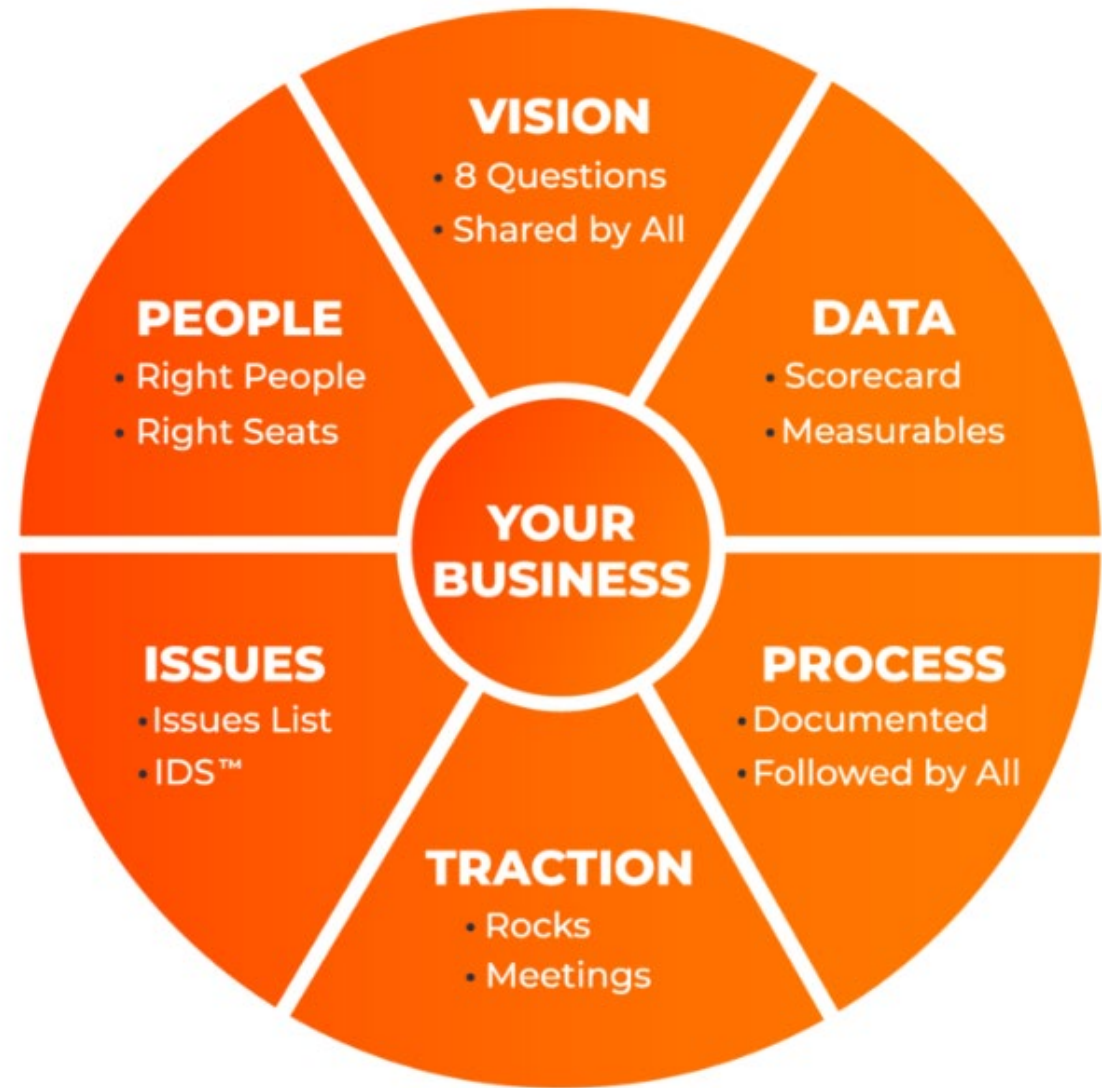 VISION
• 8 Questions
• Shared by All
DATA
• Scorecard
• Measurables
PROCESS
• Documented
• Followed by All
TRACTION
• Rocks
• Meetings
ISSUES
• Issues List
• IDS™
PEOPLE
• Right People
• Right Seats
YOUR
BUSINESS